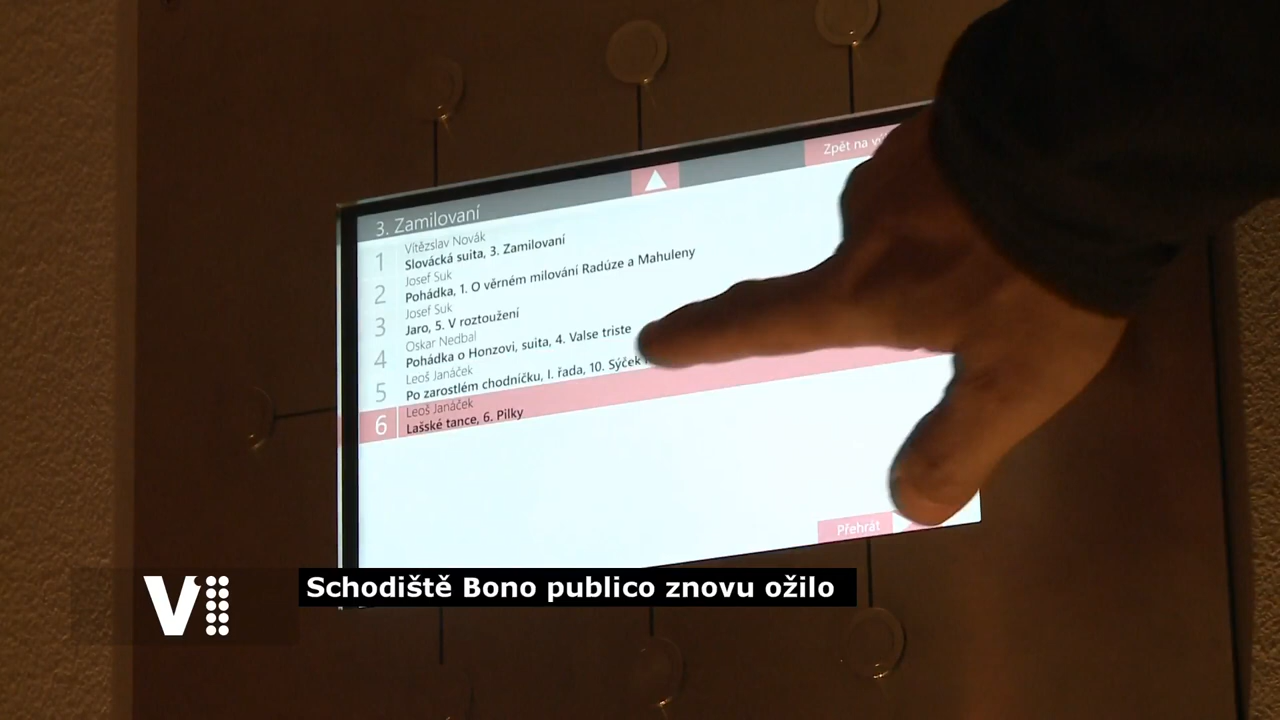 Zpět na
3. Zamilovaní
1
Vítězslav Novák
Slovácká suita, 3. Zamilovaní
2
Josef Suk
Pohádka, 1. O věrném milování Radúze a Mahuleny
3
Josef Suk
Jaro, 5. V roztoužení
4
Oskar Nedbal
Pohádka o Honzovi, suita, 4. Valse triste
5
Leoš Janáček
Po zarostlém chodníčku, I. řada, 10. Sýček
6
Leoš Janáček
Lašské tance, 6. Pilky
Přehrát
Schodiště Bono publico znovu ožilo